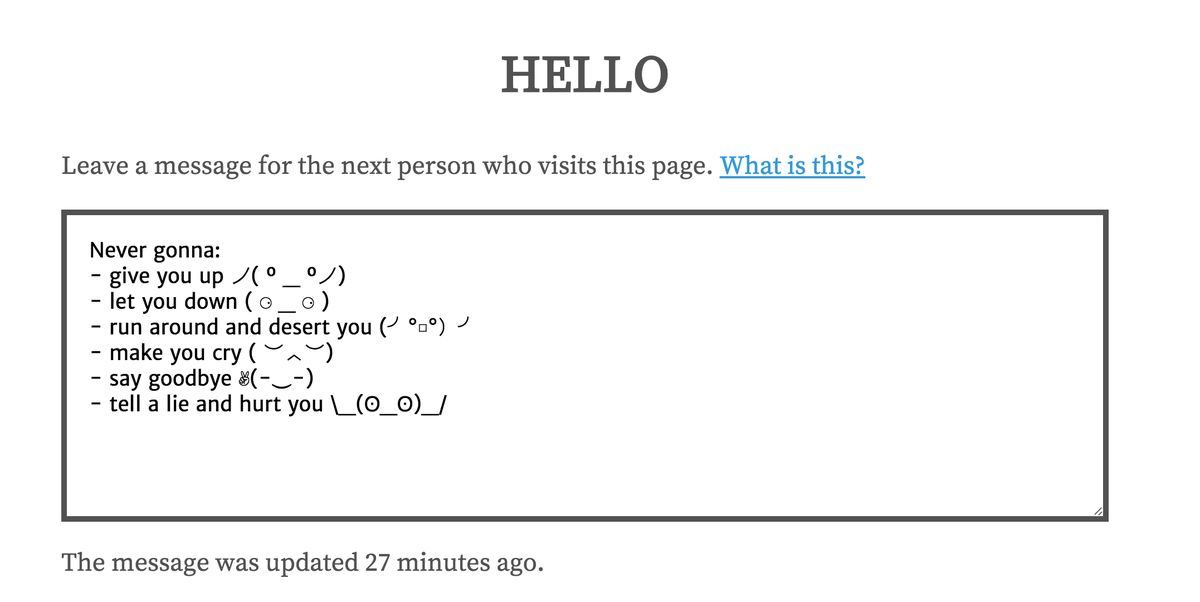 HELLO
Leave a message for the next person who visits this page. What is this?
Never gonna:
- give you up ノ( º _ ºノ)
- let you down ( ⚆ _ ⚆ )
- run around and desert you (╯°□°）╯
- make you cry ( ︶︿︶)
- say goodbye ✌(-‿-)
- tell a lie and hurt you \_(ʘ_ʘ)_/
The message was updated 27 minutes ago.